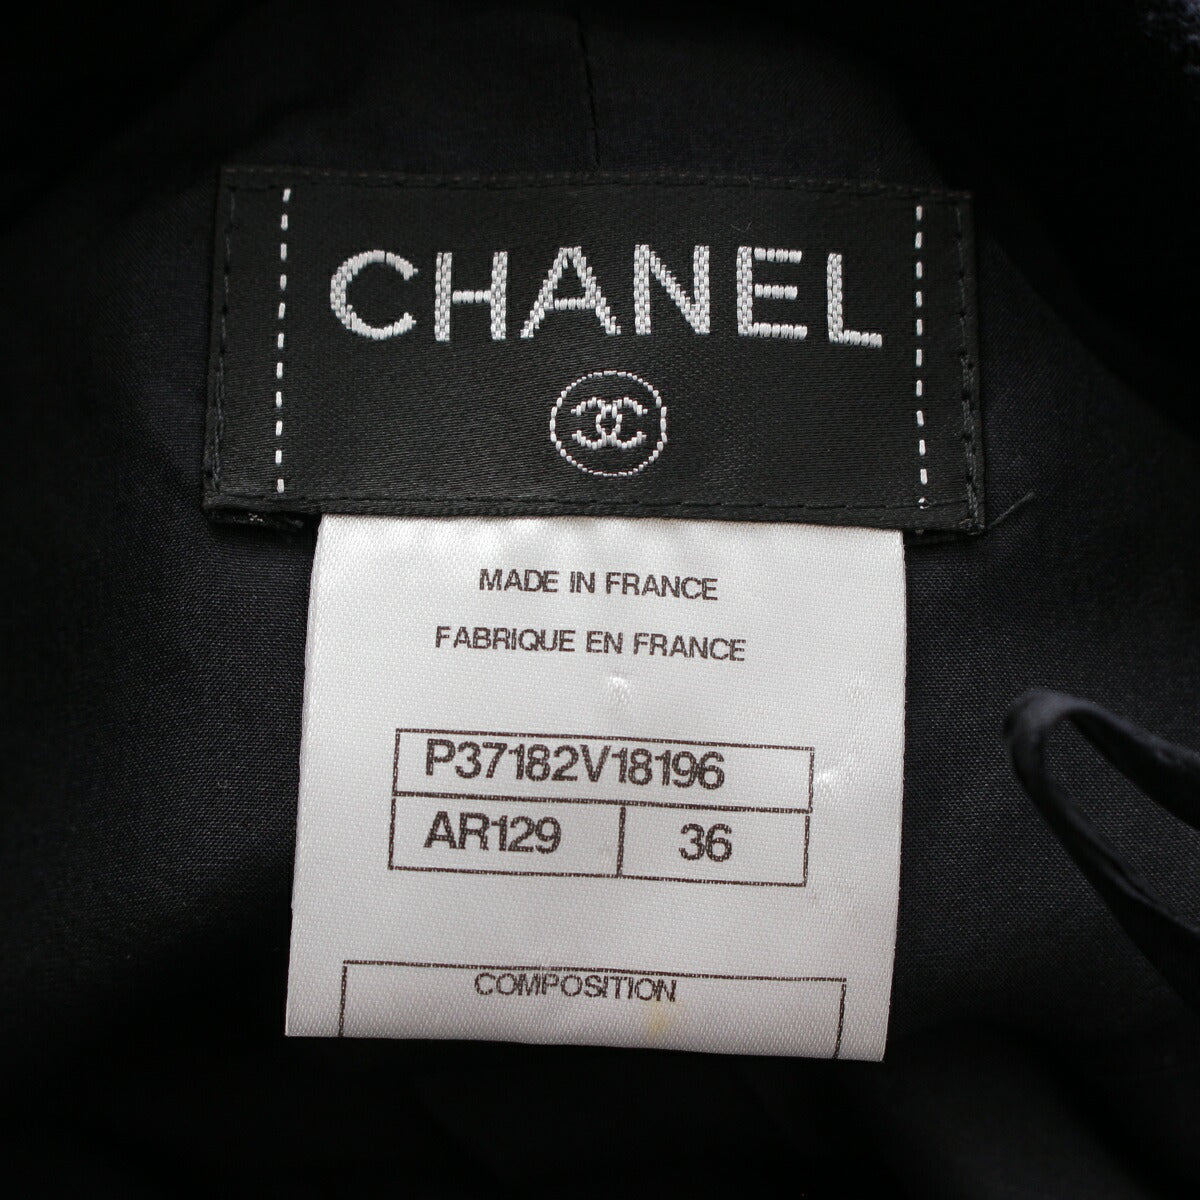 CHANEL
MADE IN FRANCE
FABRIQUE EN FRANCE
P37182V18196
AR129 36
COMPOSITION